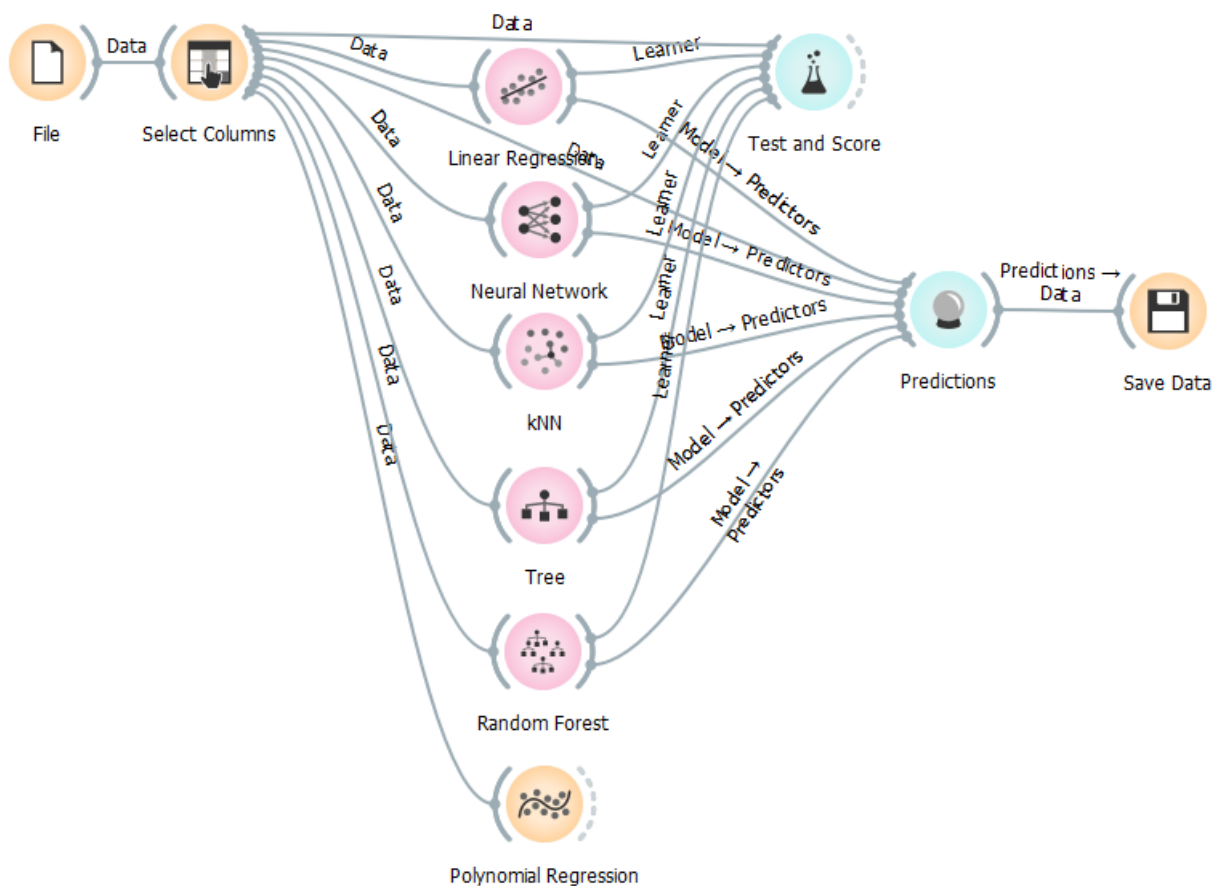 Data
Data
Data
Learner
File
Select Columns
Data
Learner
Model → Predictors
Test and Score
Linear Regression
Data
Data
Learner
Model → Predictors
Neural Network
Data
Learner
Model → Predictors
Predictions →
Data
kNN
Data
Learner
Model → Predictors
Predictions
Save Data
Data
Model →
Predictors
Tree
Random Forest
Polynomial Regression